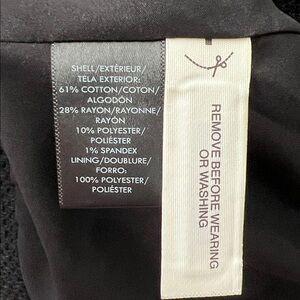 SHELL/EXTÉRIEUR/
TELA EXTERIOR:
61% COTTON/COTON/
ALGODÓN
28% RAYON/RAYONNE/
RAYÓN
10% POLYESTER/
POLIÉSTER
1% SPANDEX
LINING/DOUBLURE/
FORRO:
100% POLYESTER/
POLIÉSTER
REMOVE BEFORE WEARING
OR WASHING